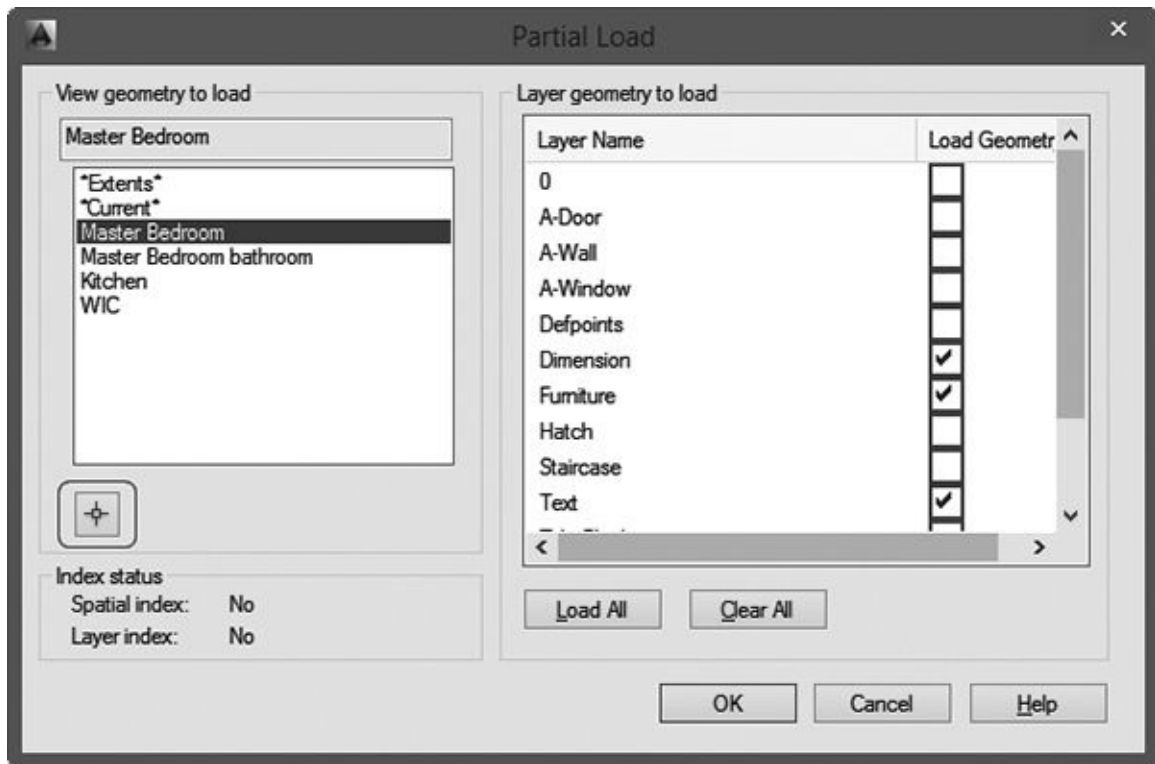 Partial Load
View geometry to load
Master Bedroom
*Extents*
*Current*
Master Bedroom
Master Bedroom bathroom
Kitchen
WIC
Index status
Spatial index: No
Layer index: No
Layer geometry to load
Layer Name Load Geometr
0
A-Door
A-Wall
A-Window
Defpoints
Dimension
Furniture
Hatch
Staircase
Text
Load All Clear All
OK Cancel Help